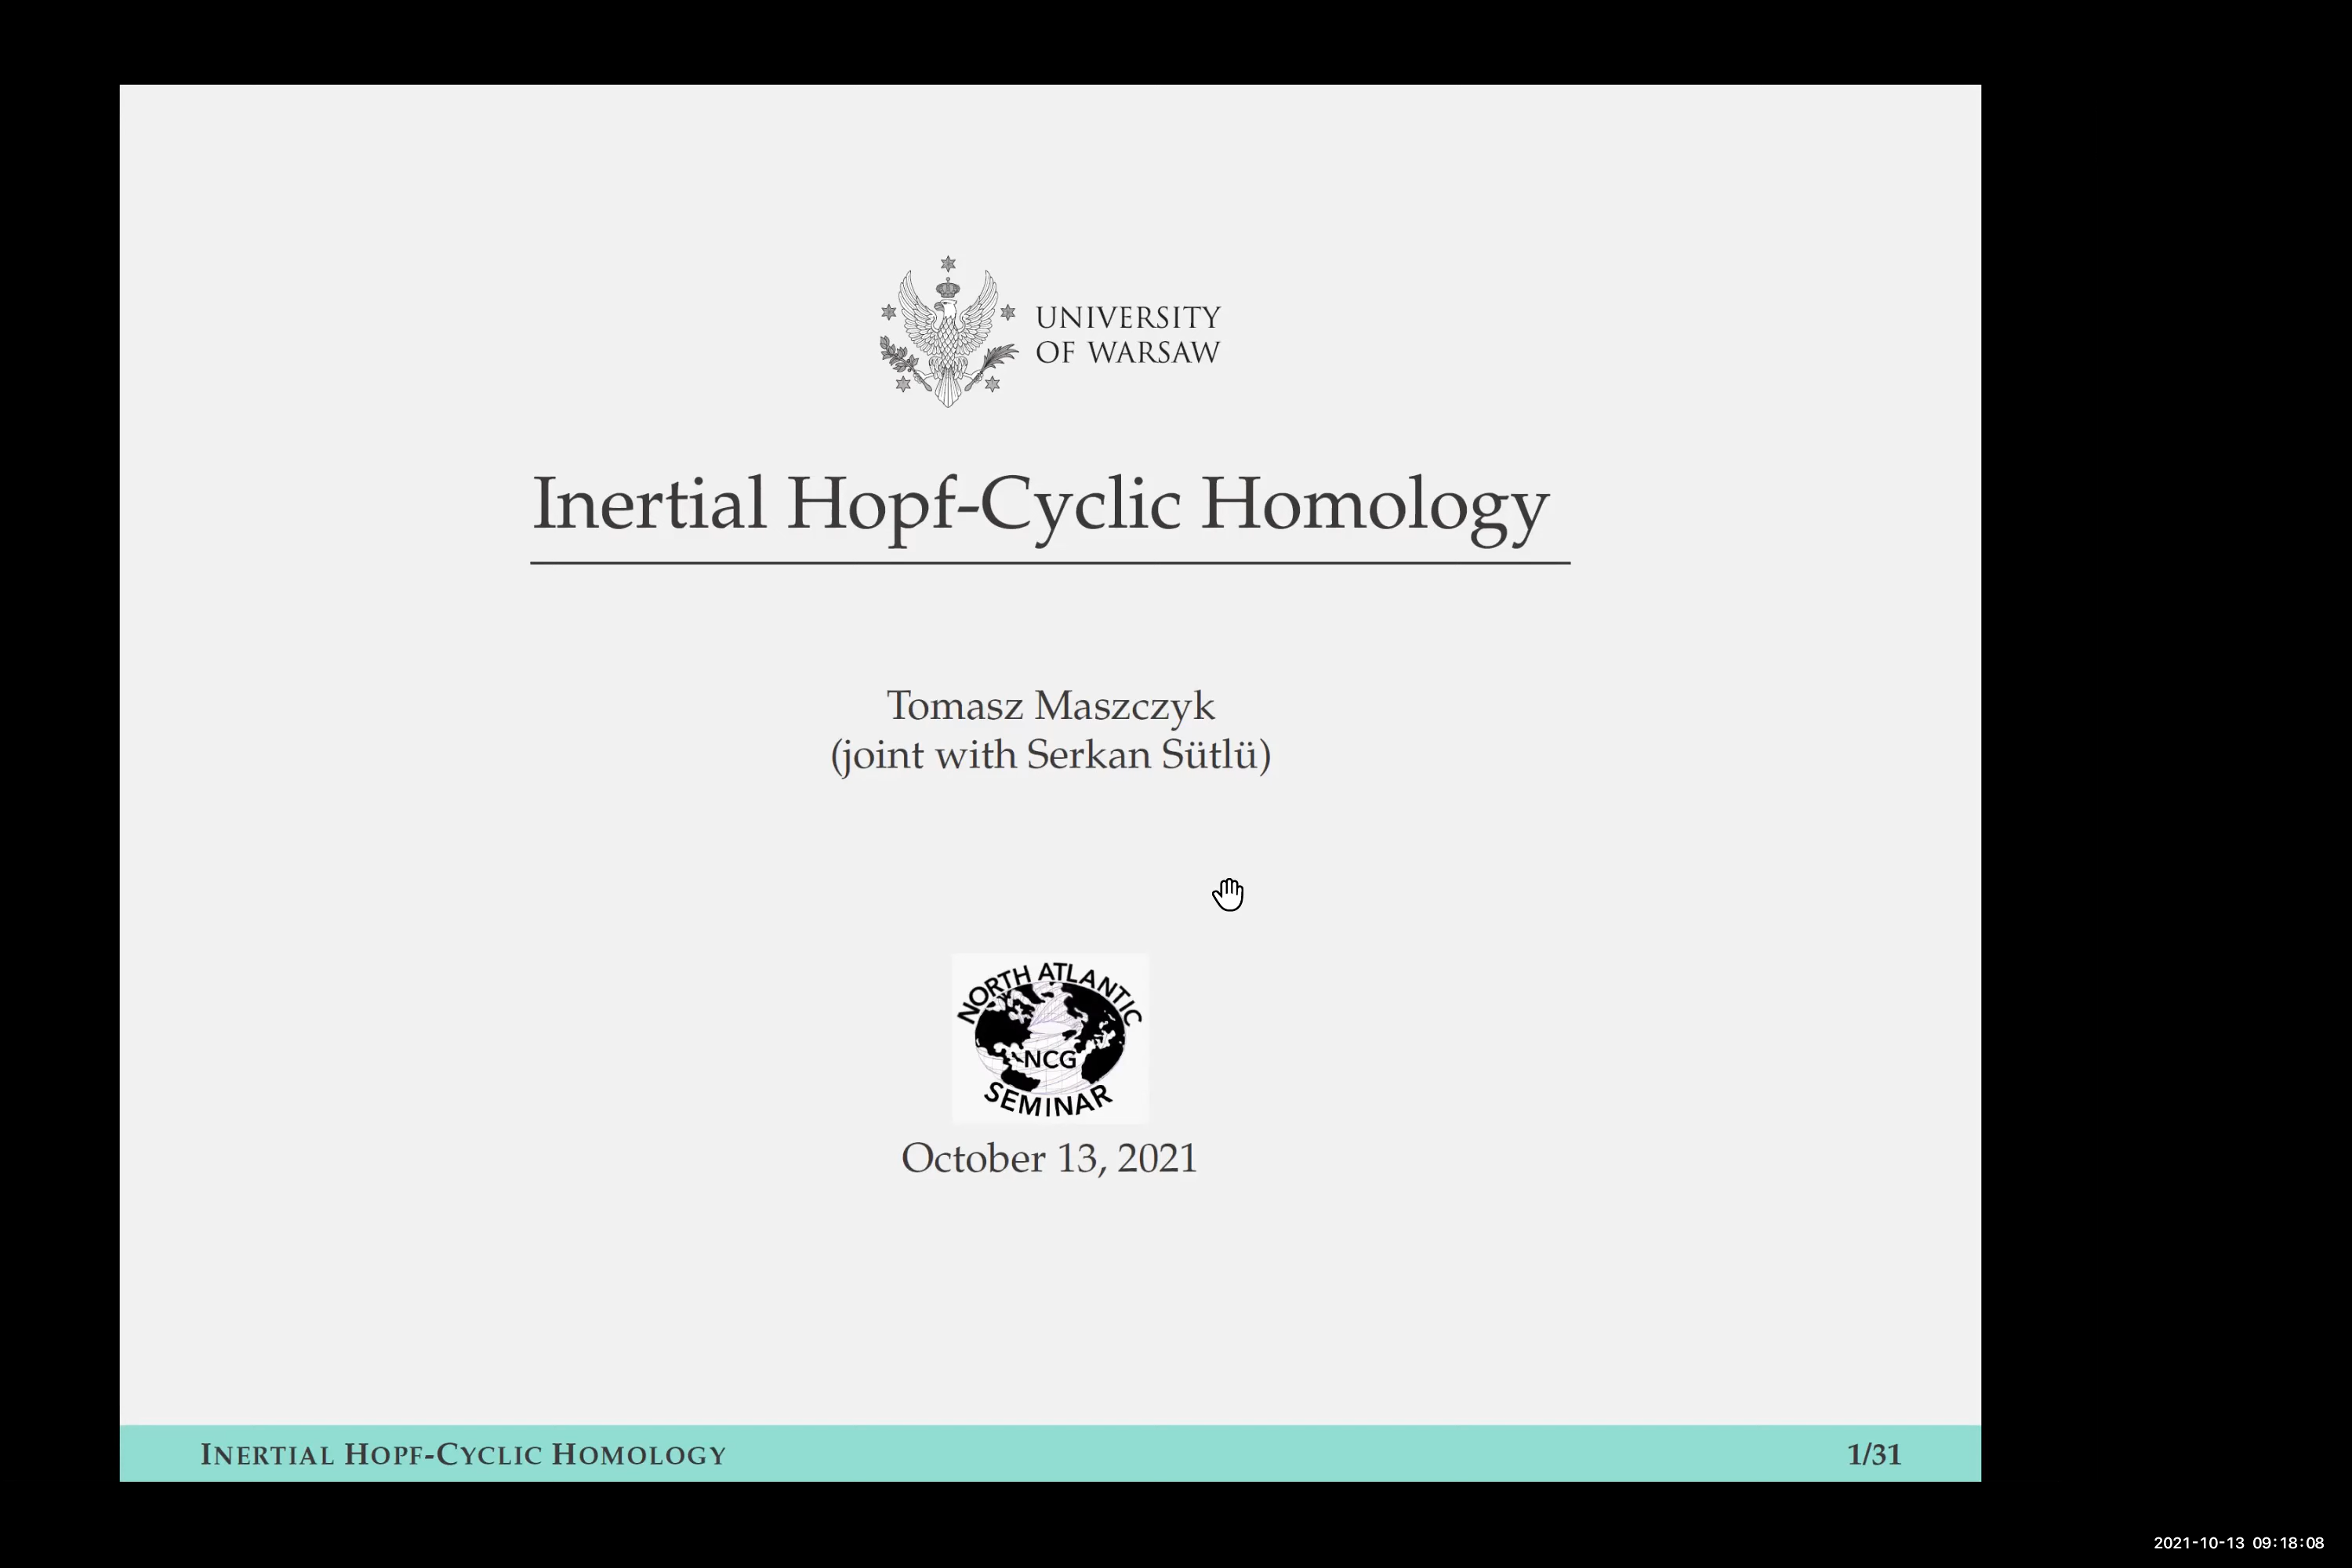 UNIVERSITY
OF WARSAW
Inertial Hopf-Cyclic Homology
Tomasz Maszczyk
(joint with Serkan Sütlü)
NORTH ATLANTIC
NCG
SEMINAR
October 13, 2021
INERTIAL HOPF-CYCLIC HOMOLOGY
1/31
2021-10-13 09:18:08